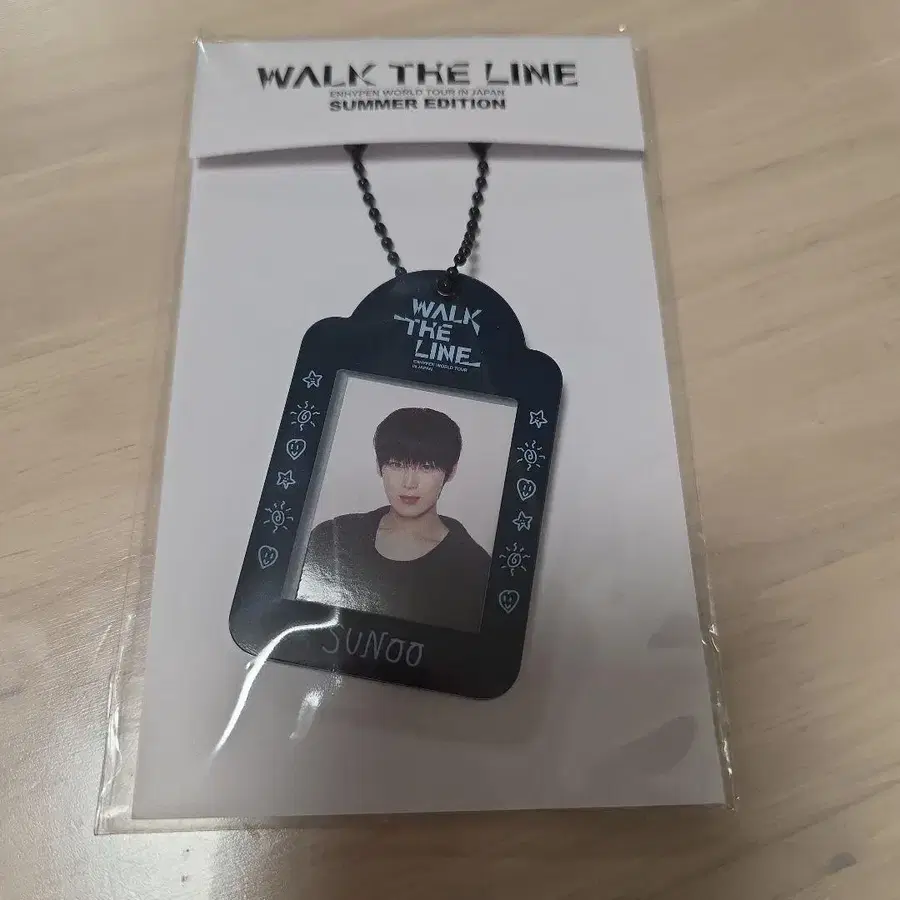 WALK THE LINE
ENHYPEN WORLD TOUR IN JAPAN
SUMMER EDITION
WALK
THE
LINE
ENHYPEN WORLD TOUR
IN JAPAN
SUNOO